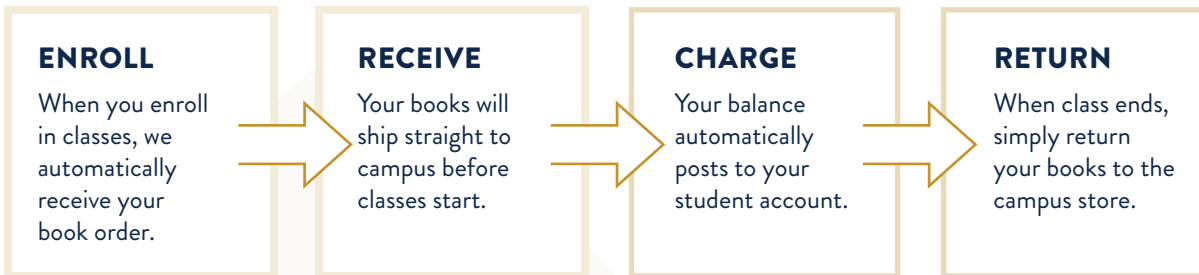 ENROLL
When you enroll
in classes, we
automatically
receive your
book order.
RECEIVE
Your books will
ship straight to
campus before
classes start.
CHARGE
Your balance
automatically
posts to your
student account.
RETURN
When class ends,
simply return
your books to the
campus store.